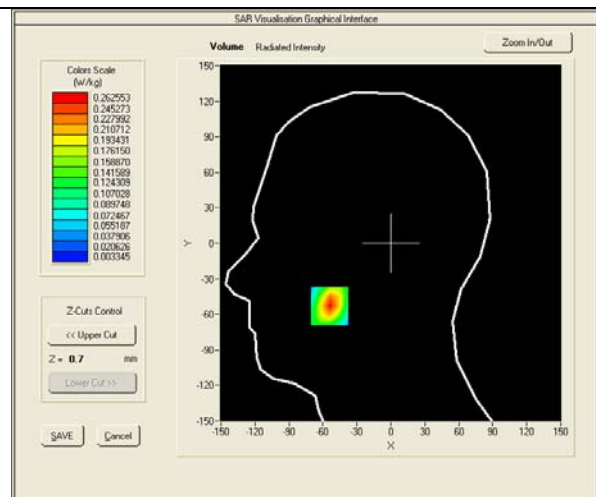 SAR Visualisation Graphical Interface
Volume Radiated Intensity
Zoom In/Out
Colors Scale
(W/kg)
0.262553
0.245273
0.227992
0.210712
0.193431
0.176150
0.158870
0.141589
0.124309
0.107028
0.089748
0.072467
0.055187
0.037906
0.020626
0.003345
Z-Cuts Control
<< Upper Cut
Z = 0.7 mm
Lower Cut >>
SAVE Cancel
150
120
90
60
30
0
-30
-60
-90
-120
-150
Y
-150 -120 -90 -60 -30 0 30 60 90 120 150
X